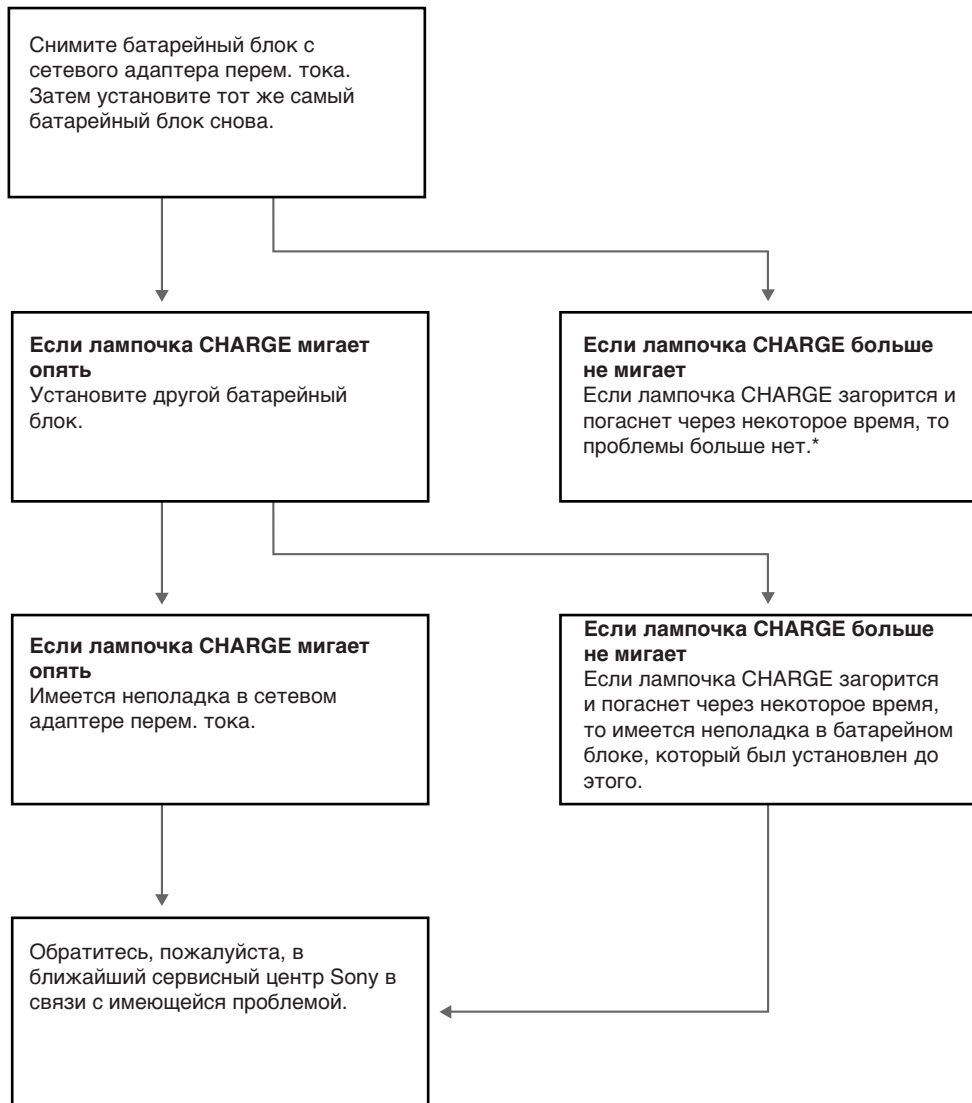 Снимите батарейный блок с
сетевого адаптера перем. тока.
Затем установите тот же самый
батарейный блок снова.
Если лампочка CHARGE мигает
опять
Установите другой батарейный
блок.
Если лампочка CHARGE больше
не мигает
Если лампочка CHARGE загорится и
погаснет через некоторое время, то
проблемы больше нет.*
Если лампочка CHARGE мигает
опять
Имеется неполадка в сетевом
адаптере перем. тока.
Если лампочка CHARGE больше
не мигает
Если лампочка CHARGE загорится
и погаснет через некоторое время,
то имеется неполадка в батарейном
блоке, который был установлен до
этого.
Обратитесь, пожалуйста, в
ближайший сервисный центр Sony в
связи с имеющейся проблемой.